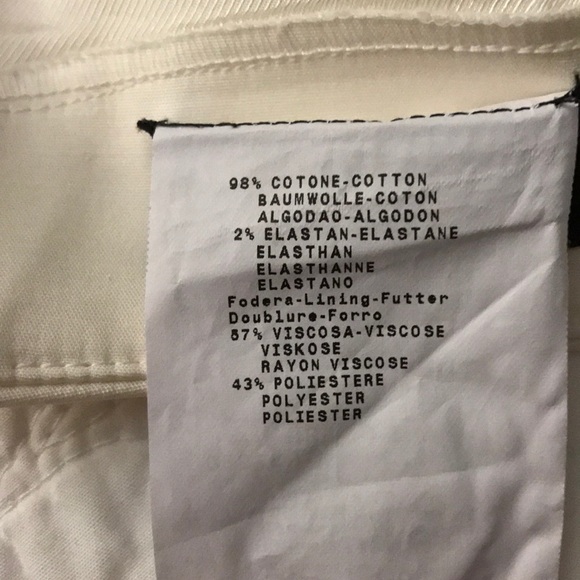 98% COTONE-COTTON
BAUMWOLLE-COTON
ALGODAO-ALGODON
2% ELASTAN-ELASTANE
ELASTHAN
ELASTHANNE
ELASTANO
Fodera-Lining-Futter
Doublure-Forro
57% VISCOSA-VISCOSE
VISKOSE
RAYON VISCOSE
43% POLIESTERE
POLYESTER
POLIESTER